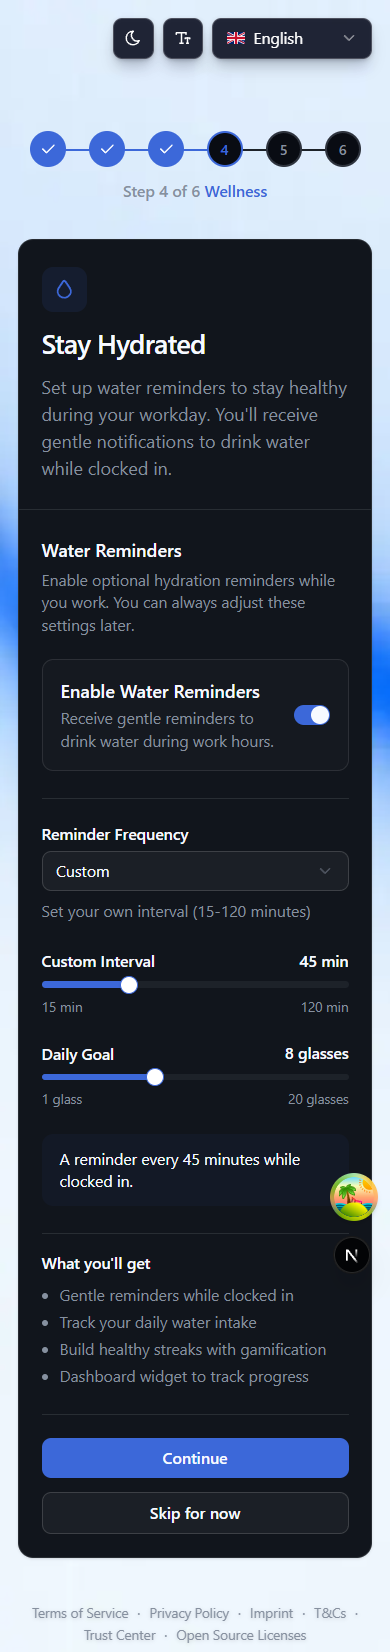 English
4 5 6
Step 4 of 6 Wellness
Stay Hydrated
Set up water reminders to stay healthy
during your workday. You'll receive
gentle notifications to drink water
while clocked in.
Water Reminders
Enable optional hydration reminders while
you work. You can always adjust these
settings later.
Enable Water Reminders
Receive gentle reminders to
drink water during work hours.
Reminder Frequency
Custom
Set your own interval (15-120 minutes)
Custom Interval 45 min
15 min 120 min
Daily Goal 8 glasses
1 glass 20 glasses
A reminder every 45 minutes while
clocked in.
What you'll get
Gentle reminders while clocked in
Track your daily water intake
Build healthy streaks with gamification
Dashboard widget to track progress
Continue
Skip for now
Terms of Service · Privacy Policy · Imprint · T&Cs ·
Trust Center · Open Source Licenses